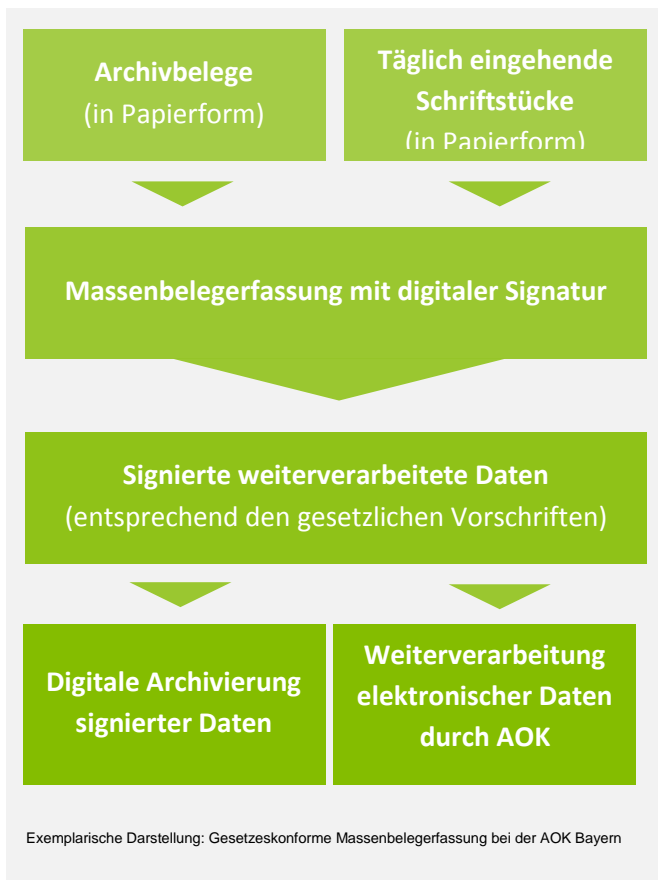 Archivbelege
(in Papierform)
Täglich eingehende
Schriftstücke
(in Papierform)
Massenbelegerfassung mit digitaler Signatur
Signierte weiterverarbeitete Daten
(entsprechend den gesetzlichen Vorschriften)
Digitale Archivierung
signierter Daten
Weiterverarbeitung
elektronischer Daten
durch AOK
Exemplarische Darstellung: Gesetzeskonforme Massenbelegerfassung bei der AOK Bayern